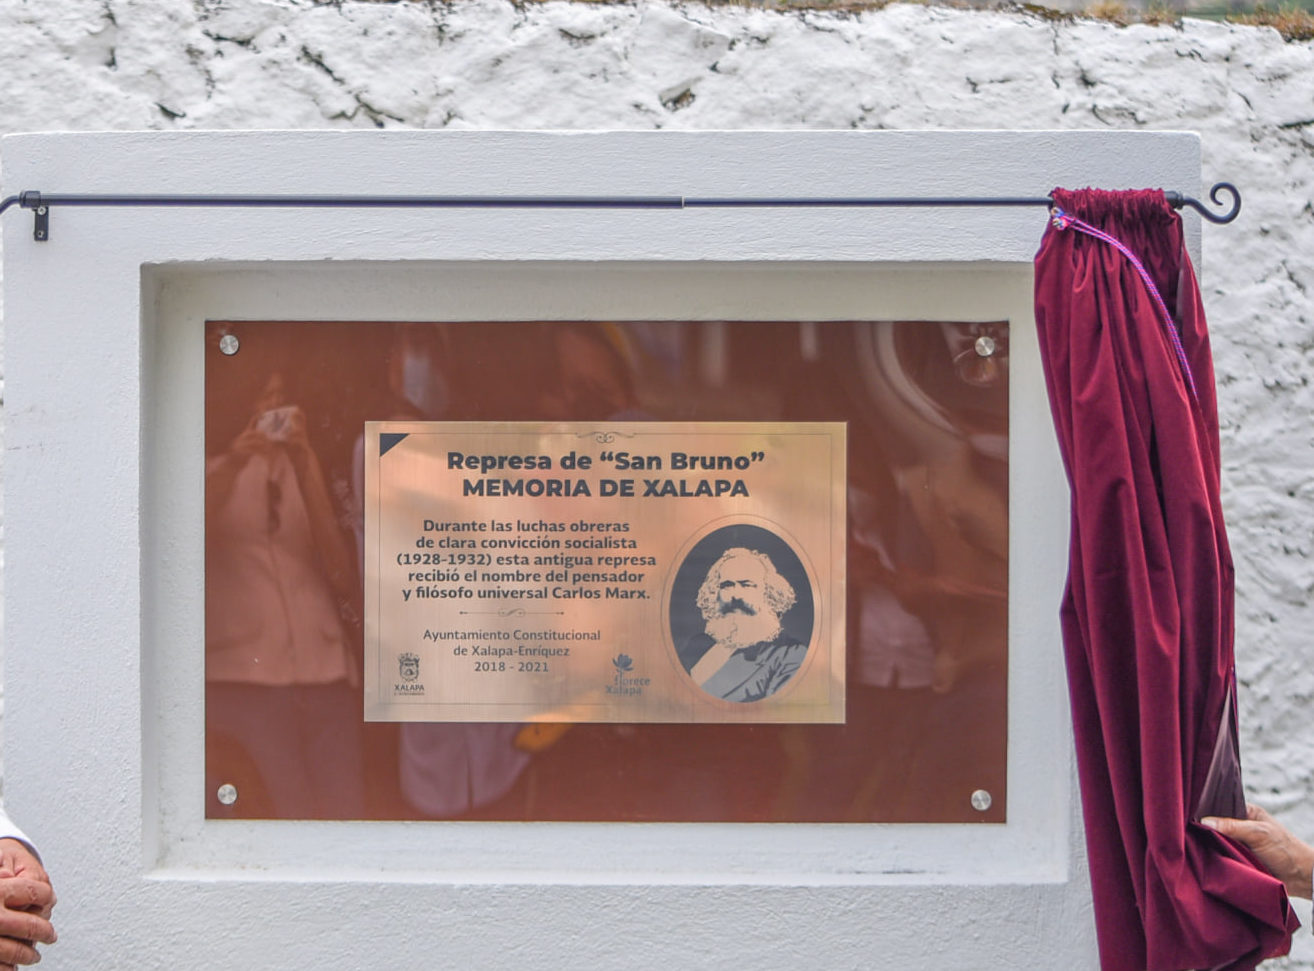 Represa de “San Bruno”
MEMORIA DE XALAPA
Durante las luchas obreras
de clara convicción socialista
(1928-1932) esta antigua represa
recibió el nombre del pensador
y filósofo universal Carlos Marx.
Ayuntamiento Constitucional
de Xalapa-Enríquez
2018 - 2021
XALAPA
florece
Xalapa